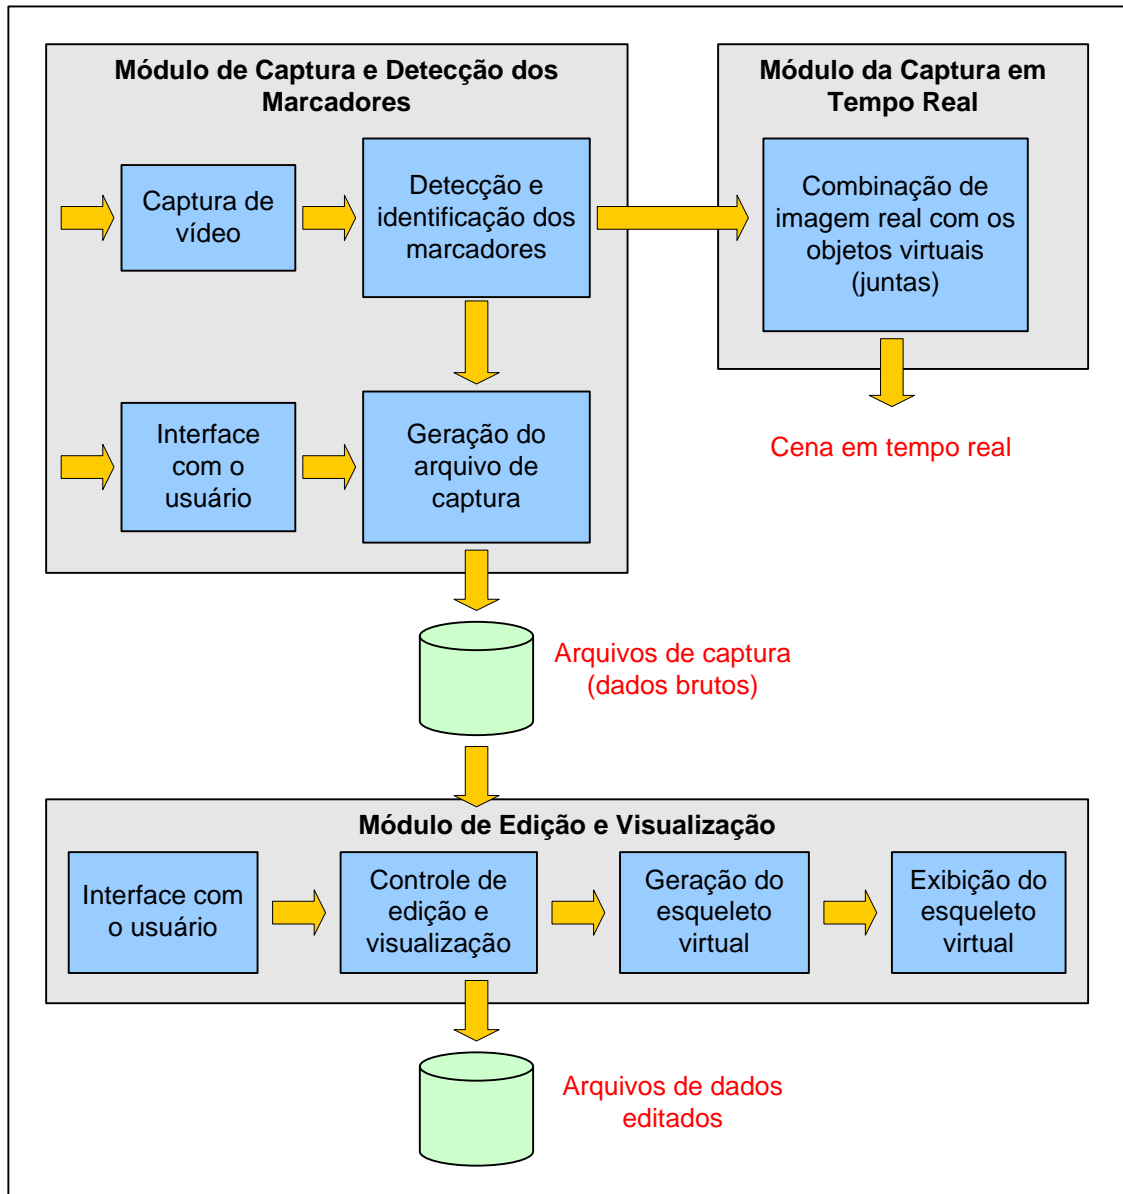 Módulo de Captura e Detecção dos
Marcadores
Captura de
vídeo
Detecção e
identificação dos
marcadores
Interface
com o
usuário
Geração do
arquivo de
captura
Módulo da Captura em
Tempo Real
Combinação de
imagem real com os
objetos virtuais
(juntas)
Cena em tempo real
Arquivos de captura
(dados brutos)
Módulo de Edição e Visualização
Interface com
o usuário
Controle de
edição e
visualização
Geração do
esqueleto
virtual
Exibição do
esqueleto
virtual
Arquivos de dados
editados